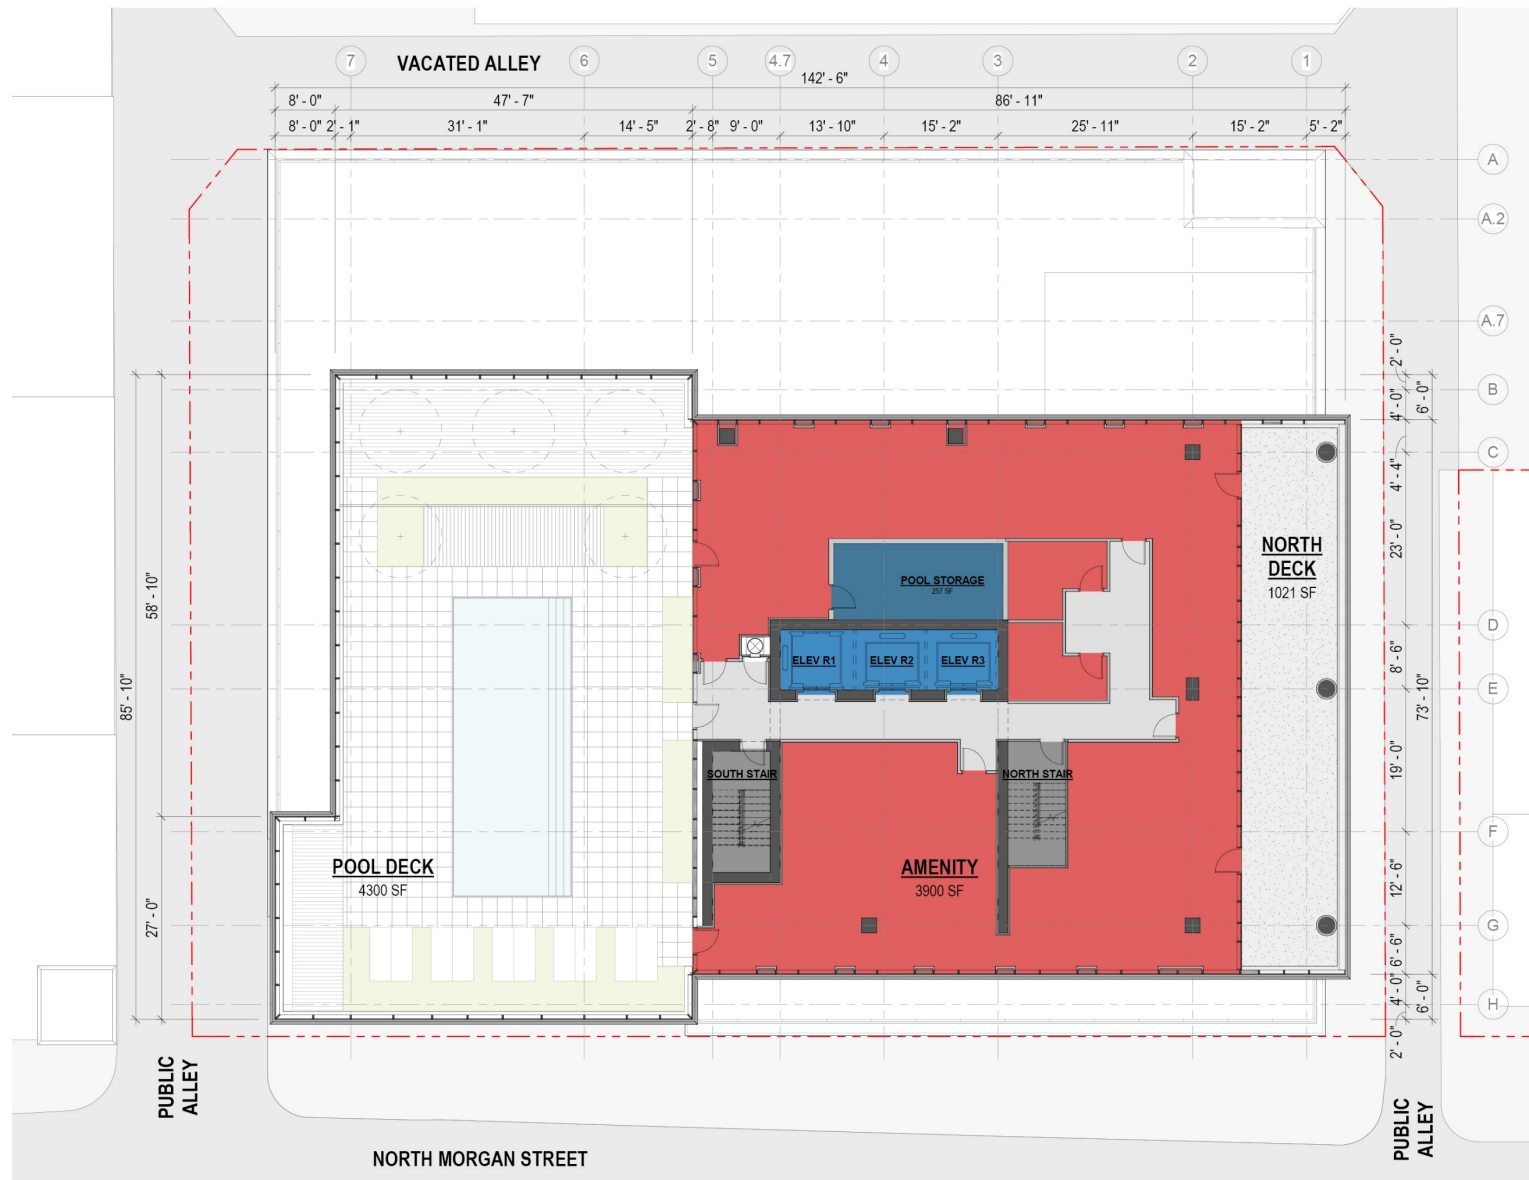 7
6
5
4.7
4
3
2
1
VACATED ALLEY
142' - 6"
8' - 0"
47' - 7"
86' - 11"
8' - 0"
2' - 1"
31' - 1"
14' - 5"
2' - 8"
9' - 0"
13' - 10"
15' - 2"
25' - 11"
15' - 2"
5' - 2"
A
A.2
A.7
B
C
D
E
F
G
H
2' - 0"
4' - 0"
6' - 0"
4' - 4"
23' - 0"
8' - 6"
73' - 10"
19' - 0"
12' - 6"
6' - 6"
4' - 0"
6' - 0"
2' - 0"
58' - 10"
85' - 10"
27' - 0"
NORTH
DECK
1021 SF
POOL STORAGE
257 SF
ELEV R1
ELEV R2
ELEV R3
SOUTH STAIR
NORTH STAIR
POOL DECK
4300 SF
AMENITY
3900 SF
PUBLIC
ALLEY
PUBLIC
ALLEY
NORTH MORGAN STREET